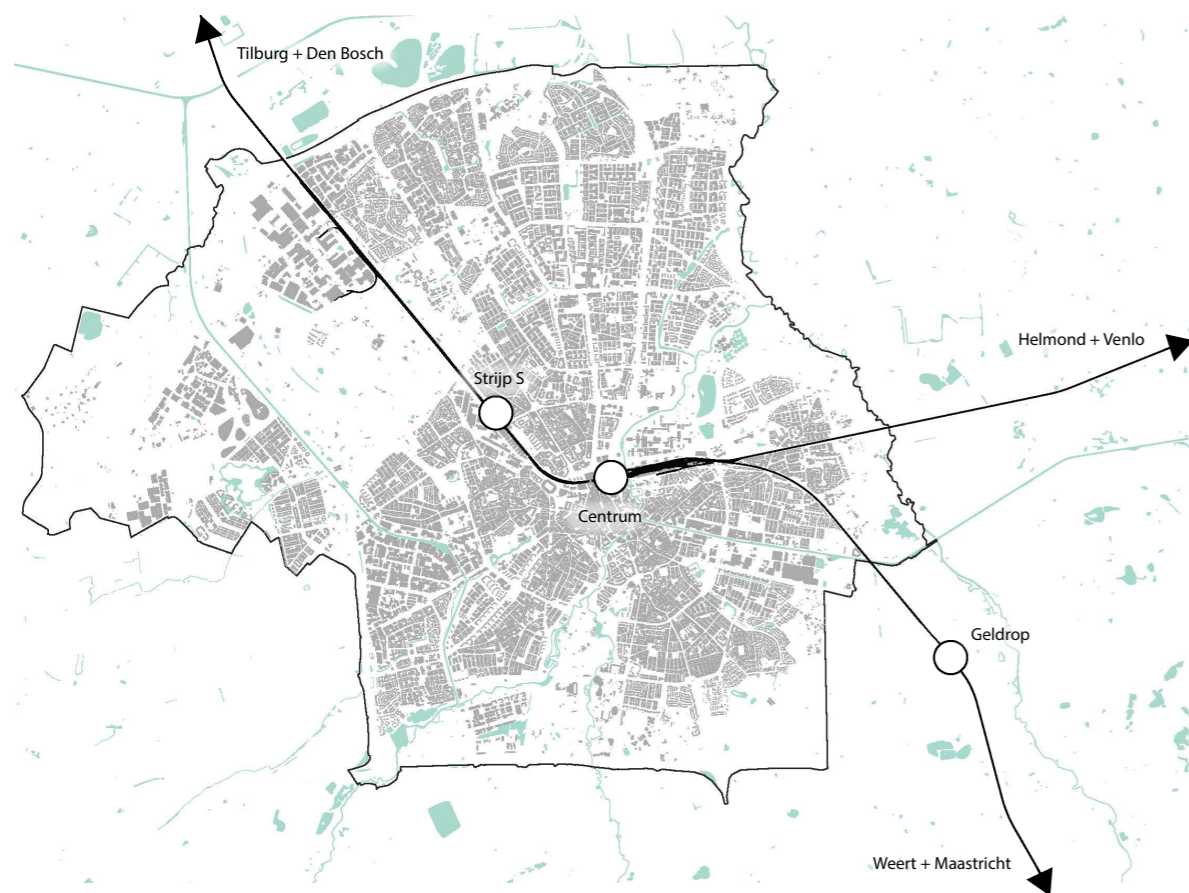 Tilburg + Den Bosch
Helmond + Venlo
Strijp S
Centrum
Geldrop
Weert + Maastricht